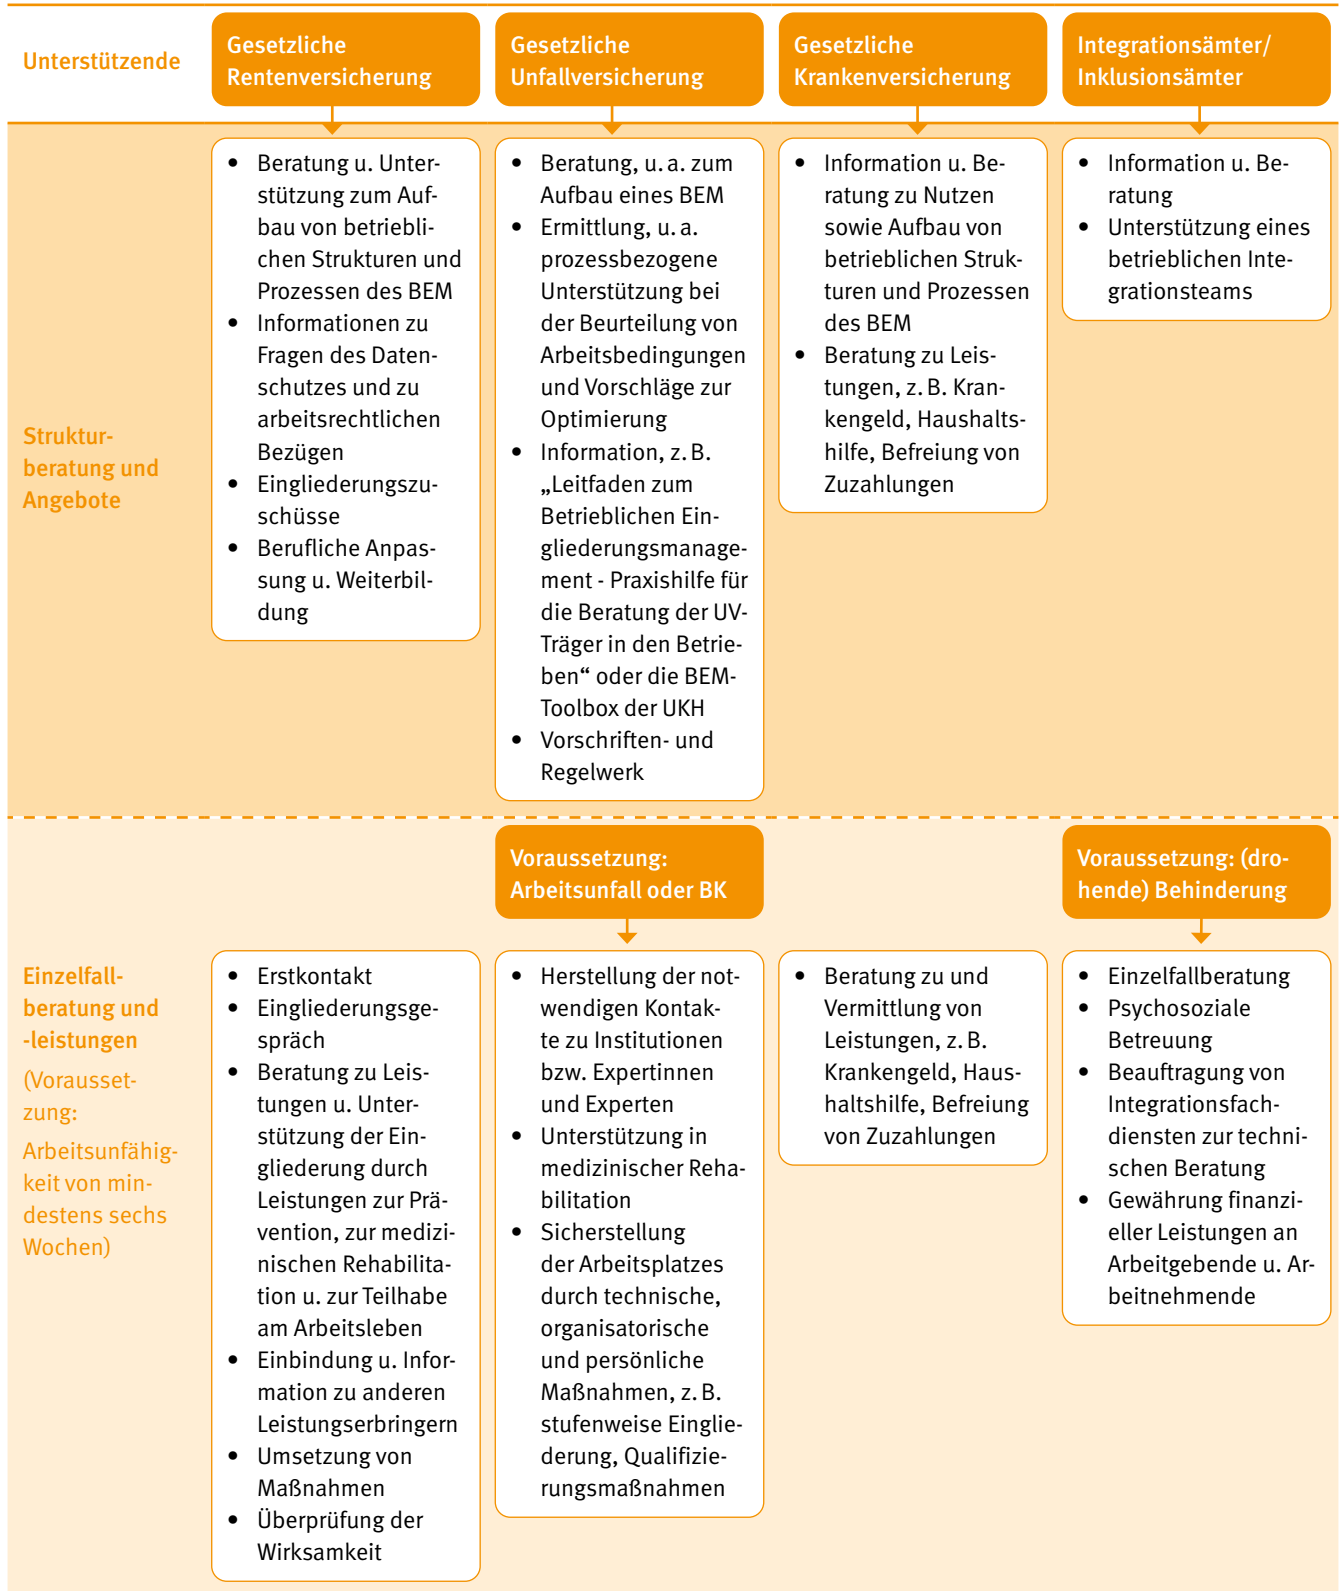 Unterstützende
Gesetzliche
Rentenversicherung
Gesetzliche
Unfallversicherung
Gesetzliche
Krankenversicherung
Integrationsämter/
Inklusionsämter
Struktur-
beratung und
Angebote
• Beratung u. Unter-
stützung zum Auf-
bau von betriebli-
chen Strukturen und
Prozessen des BEM
• Informationen zu
Fragen des Daten-
schutzes und zu
arbeitsrechtlichen
Bezügen
• Eingliederungszu-
schüsse
• Berufliche Anpas-
sung u. Weiterbil-
dung
• Beratung, u. a. zum
Aufbau eines BEM
• Ermittlung, u. a.
prozessbezogene
Unterstützung bei
der Beurteilung von
Arbeitsbedingungen
und Vorschläge zur
Optimierung
• Information, z. B.
„Leitfaden zum
Betrieblichen Ein-
gliederungsmanage-
ment - Praxishilfe für
die Beratung der UV-
Träger in den Betrie-
ben“ oder die BEM-
Toolbox der UKH
• Vorschriften- und
Regelwerk
• Information u. Be-
ratung zu Nutzen
sowie Aufbau von
betrieblichen Struk-
turen und Prozessen
des BEM
• Beratung zu Leis-
tungen, z. B. Kran-
kengeld, Haushalts-
hilfe, Befreiung von
Zuzahlungen
• Information u. Be-
ratung
• Unterstützung eines
betrieblichen Inte-
grationsteams
Voraussetzung:
Arbeitsunfall oder BK
Voraussetzung: (dro-
hende) Behinderung
Einzelfall-
beratung und
-leistungen
(Vorausset-
zung:
Arbeitsunfähig-
keit von min-
destens sechs
Wochen)
• Erstkontakt
• Eingliederungsge-
spräch
• Beratung zu Leis-
tungen u. Unter-
stützung der Ein-
gliederung durch
Leistungen zur Prä-
vention, zur medizi-
nischen Rehabilita-
tion u. zur Teilhabe
am Arbeitsleben
• Einbindung u. Infor-
mation zu anderen
Leistungserbringern
• Umsetzung von
Maßnahmen
• Überprüfung der
Wirksamkeit
• Herstellung der not-
wendigen Kontak-
te zu Institutionen
bzw. Expertinnen
und Experten
• Unterstützung in
medizinischer Reha-
bilitation
• Sicherstellung
der Arbeitsplatzes
durch technische,
organisatorische
und persönliche
Maßnahmen, z. B.
stufenweise Einglie-
derung, Qualifizie-
rungsmaßnahmen
• Beratung zu und
Vermittlung von
Leistungen, z. B.
Krankengeld, Haus-
haltshilfe, Befreiung
von Zuzahlungen
• Einzelfallberatung
• Psychosoziale
Betreuung
• Beauftragung von
Integrationsfach-
diensten zur techni-
schen Beratung
• Gewährung finanzi-
eller Leistungen an
Arbeitgebende u. Ar-
beitnehmende